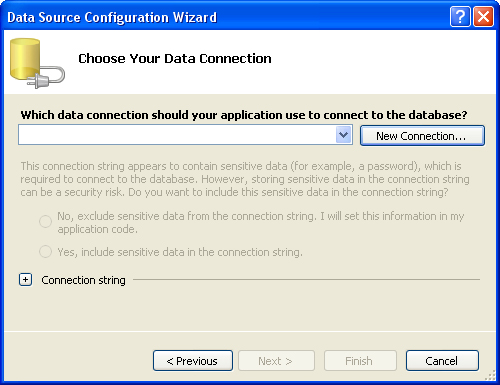 Data Source Configuration Wizard
Choose Your Data Connection
Which data connection should your application use to connect to the database?
New Connection...
This connection string appears to contain sensitive data (for example, a password), which is
required to connect to the database. However, storing sensitive data in the connection string
can be a security risk. Do you want to include this sensitive data in the connection string?
No, exclude sensitive data from the connection string. I will set this information in my
application code.
Yes, include sensitive data in the connection string.
Connection string
< Previous
Next >
Finish
Cancel